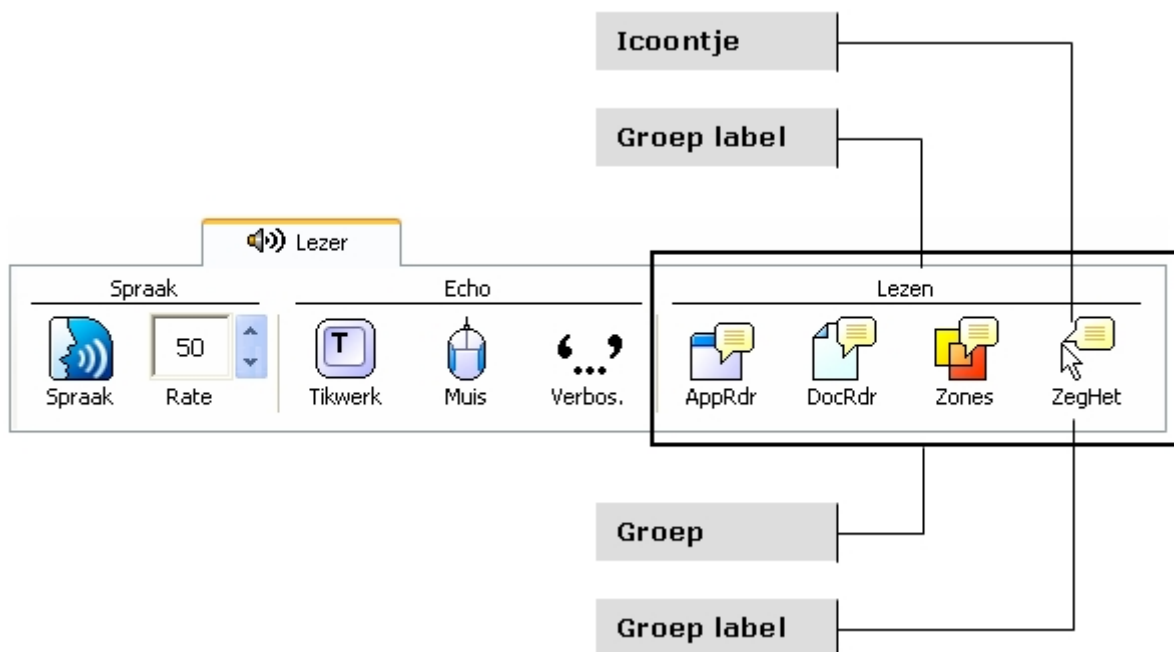 Icoontje
Groep label
Lezer
Spraak Echo Lezen
T 50
Spraak Rate Tikwerk Muis Verbos. AppRdr DocRdr Zones ZegHet
Groep
Groep label